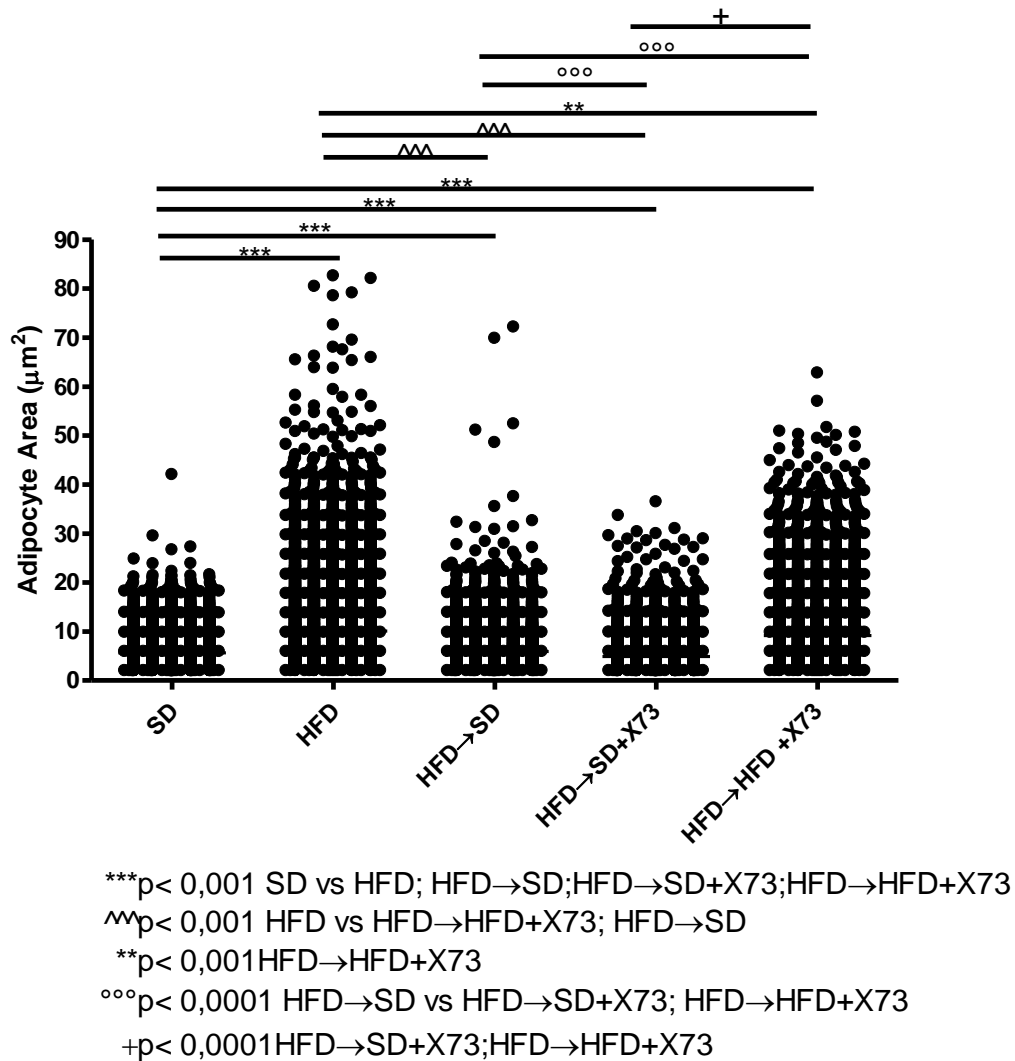 +
°°°
°°°
**
^^^
^^^
***
***
***
***
90
80
70
60
50
40
30
20
10
0
Adipocyte Area (μm²)
SD
HFD
HFD→SD
HFD→SD+X73
HFD→HFD +X73
***p< 0,001 SD vs HFD; HFD→SD;HFD→SD+X73;HFD→HFD+X73
^^^p< 0,001 HFD vs HFD→HFD+X73; HFD→SD
**p< 0,001HFD→HFD+X73
°°°p< 0,0001 HFD→SD vs HFD→SD+X73; HFD→HFD+X73
+p< 0,0001HFD→SD+X73;HFD→HFD+X73